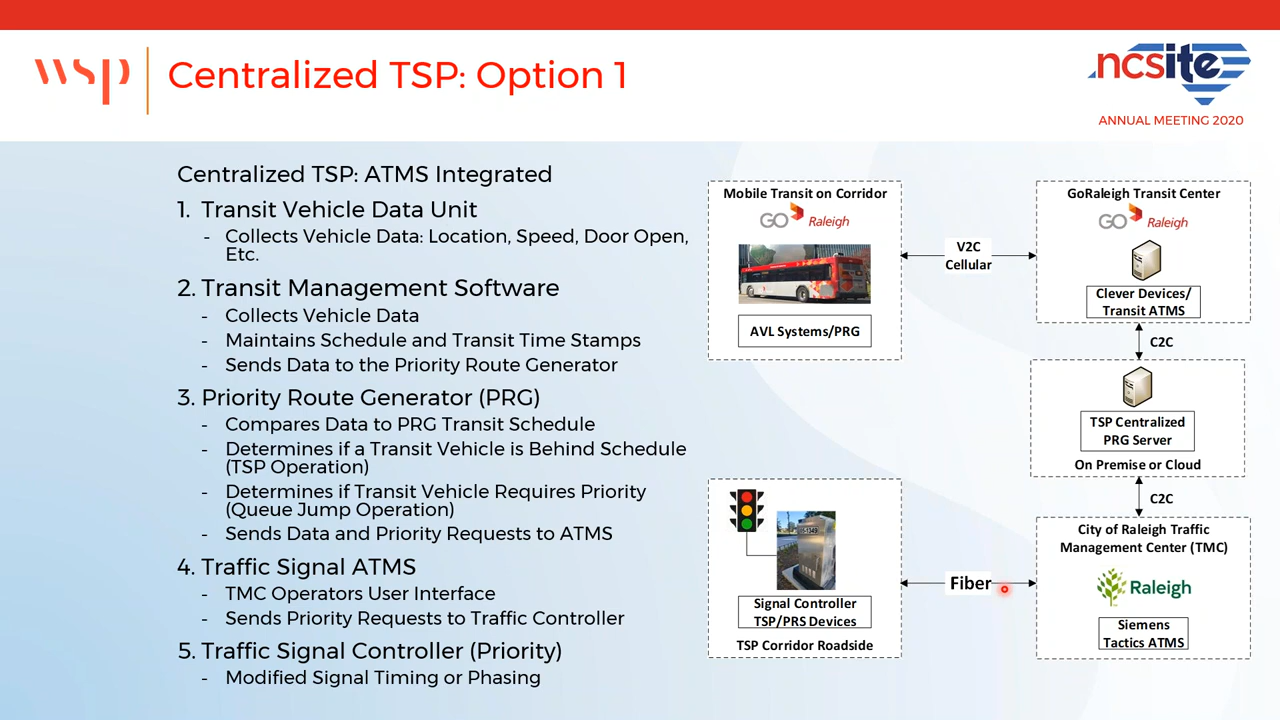 wsp
Centralized TSP: Option 1
ncsite
ANNUAL MEETING 2020
Centralized TSP: ATMS Integrated
1. Transit Vehicle Data Unit
- Collects Vehicle Data: Location, Speed, Door Open,
Etc.
2. Transit Management Software
- Collects Vehicle Data
- Maintains Schedule and Transit Time Stamps
- Sends Data to the Priority Route Generator
3. Priority Route Generator (PRG)
- Compares Data to PRG Transit Schedule
- Determines if a Transit Vehicle is Behind Schedule
(TSP Operation)
- Determines if Transit Vehicle Requires Priority
(Queue Jump Operation)
- Sends Data and Priority Requests to ATMS
4. Traffic Signal ATMS
- TMC Operators User Interface
- Sends Priority Requests to Traffic Controller
5. Traffic Signal Controller (Priority)
- Modified Signal Timing or Phasing
Mobile Transit on Corridor
GO Raleigh
AVL Systems/PRG
V2C
Cellular
GoRaleigh Transit Center
GO Raleigh
Clever Devices/
Transit ATMS
C2C
TSP Centralized
PRG Server
On Premise or Cloud
C2C
City of Raleigh Traffic
Management Center (TMC)
Raleigh
Siemens
Tactics ATMS
Fiber
Signal Controller
TSP/PRS Devices
TSP Corridor Roadside